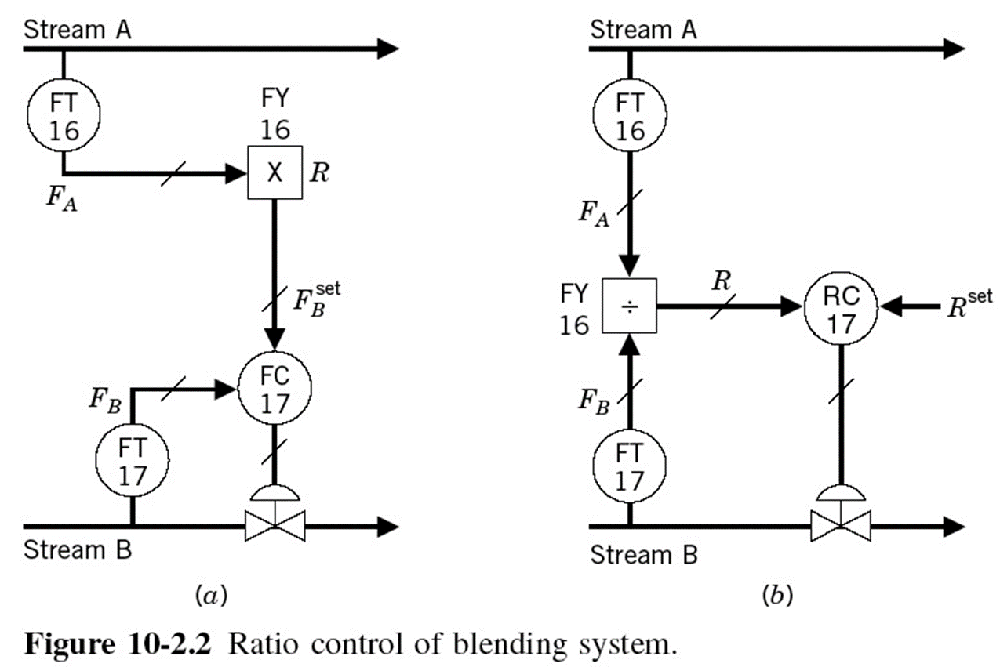 Stream A
FT
16
F_A
FY
16
X R
F_B^set
FC
17
F_B
FT
17
Stream B
(a)
Stream A
FT
16
F_A
FY
16
÷
R
RC
17
R^set
F_B
FT
17
Stream B
(b)
Figure 10-2.2 Ratio control of blending system.